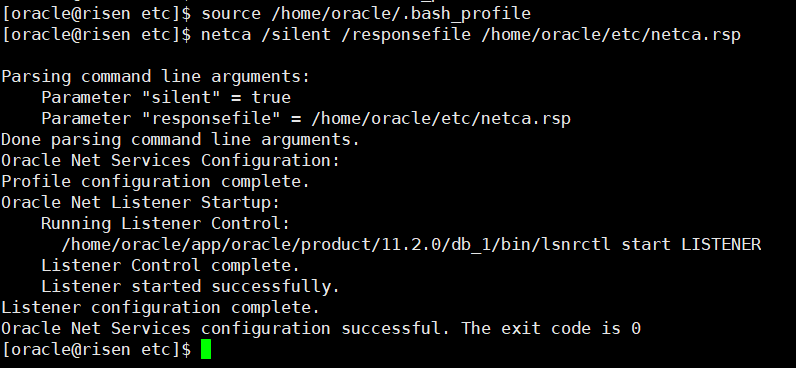 [oracle@risen etc]$ source /home/oracle/.bash_profile
[oracle@risen etc]$ netca /silent /responsefile /home/oracle/etc/netca.rsp
Parsing command line arguments:
    Parameter "silent" = true
    Parameter "responsefile" = /home/oracle/etc/netca.rsp
Done parsing command line arguments.
Oracle Net Services Configuration:
Profile configuration complete.
Oracle Net Listener Startup:
    Running Listener Control:
      /home/oracle/app/oracle/product/11.2.0/db_1/bin/lsnrctl start LISTENER
    Listener Control complete.
    Listener started successfully.
Listener configuration complete.
Oracle Net Services configuration successful. The exit code is 0
[oracle@risen etc]$